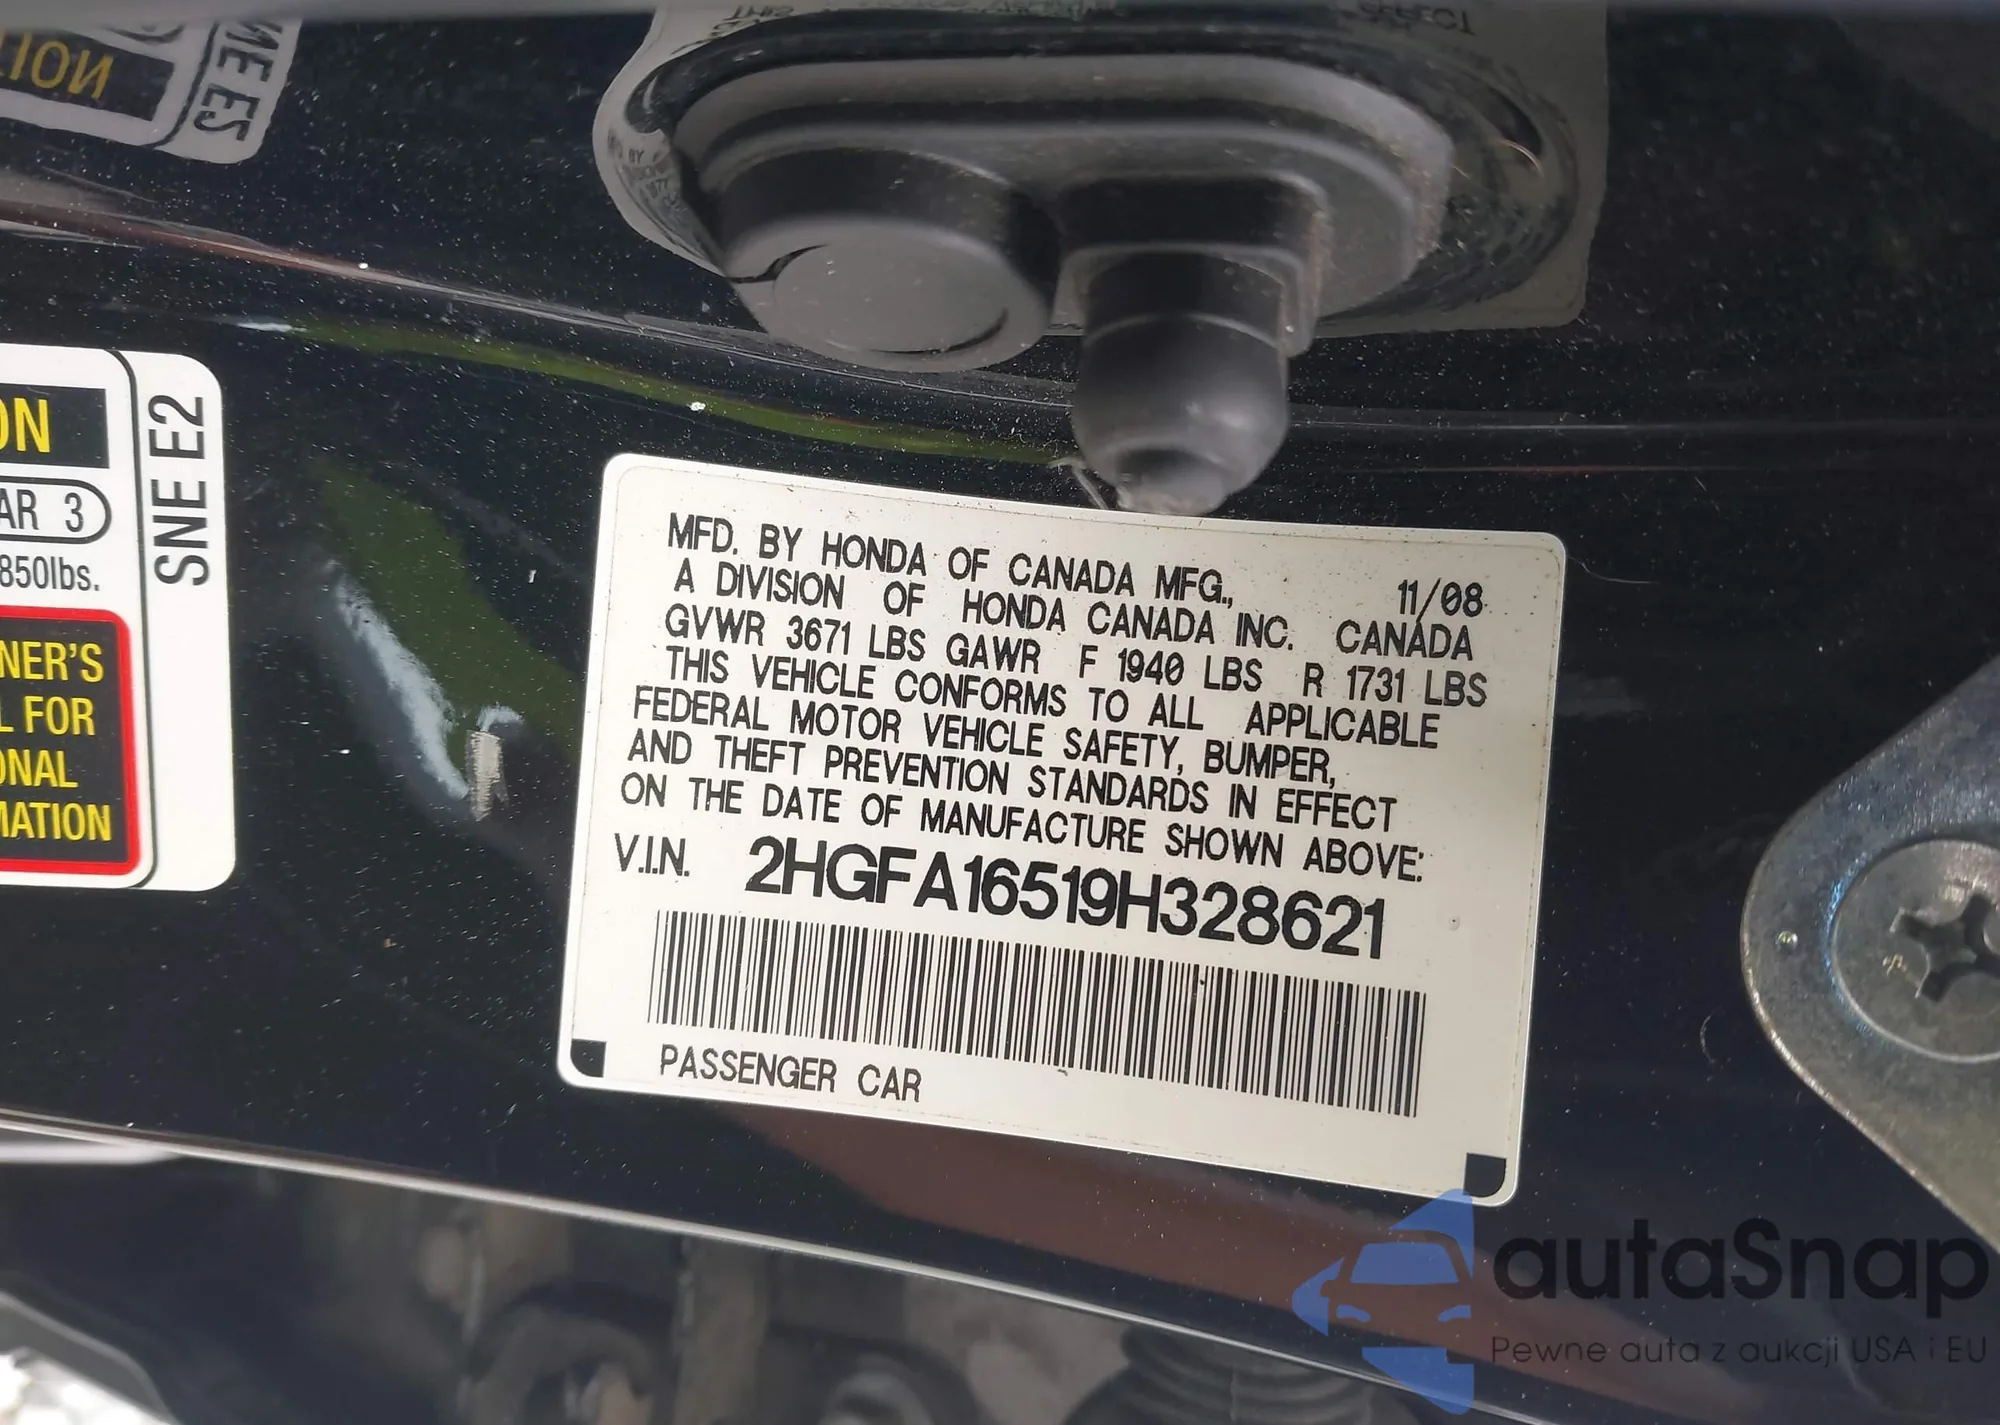 SNE E2
ON
AR 3
850lbs.
NER'S
L FOR
ONAL
MATION
MFD. BY HONDA OF CANADA MFG., 11/08
A DIVISION OF HONDA CANADA INC. CANADA
GVWR 3671 LBS GAWR F 1940 LBS R 1731 LBS
THIS VEHICLE CONFORMS TO ALL APPLICABLE
FEDERAL MOTOR VEHICLE SAFETY, BUMPER,
AND THEFT PREVENTION STANDARDS IN EFFECT
ON THE DATE OF MANUFACTURE SHOWN ABOVE:
V.I.N. 2HGFA16519H328621
PASSENGER CAR
autaSnap
Pewne auta z aukcji USA i EU